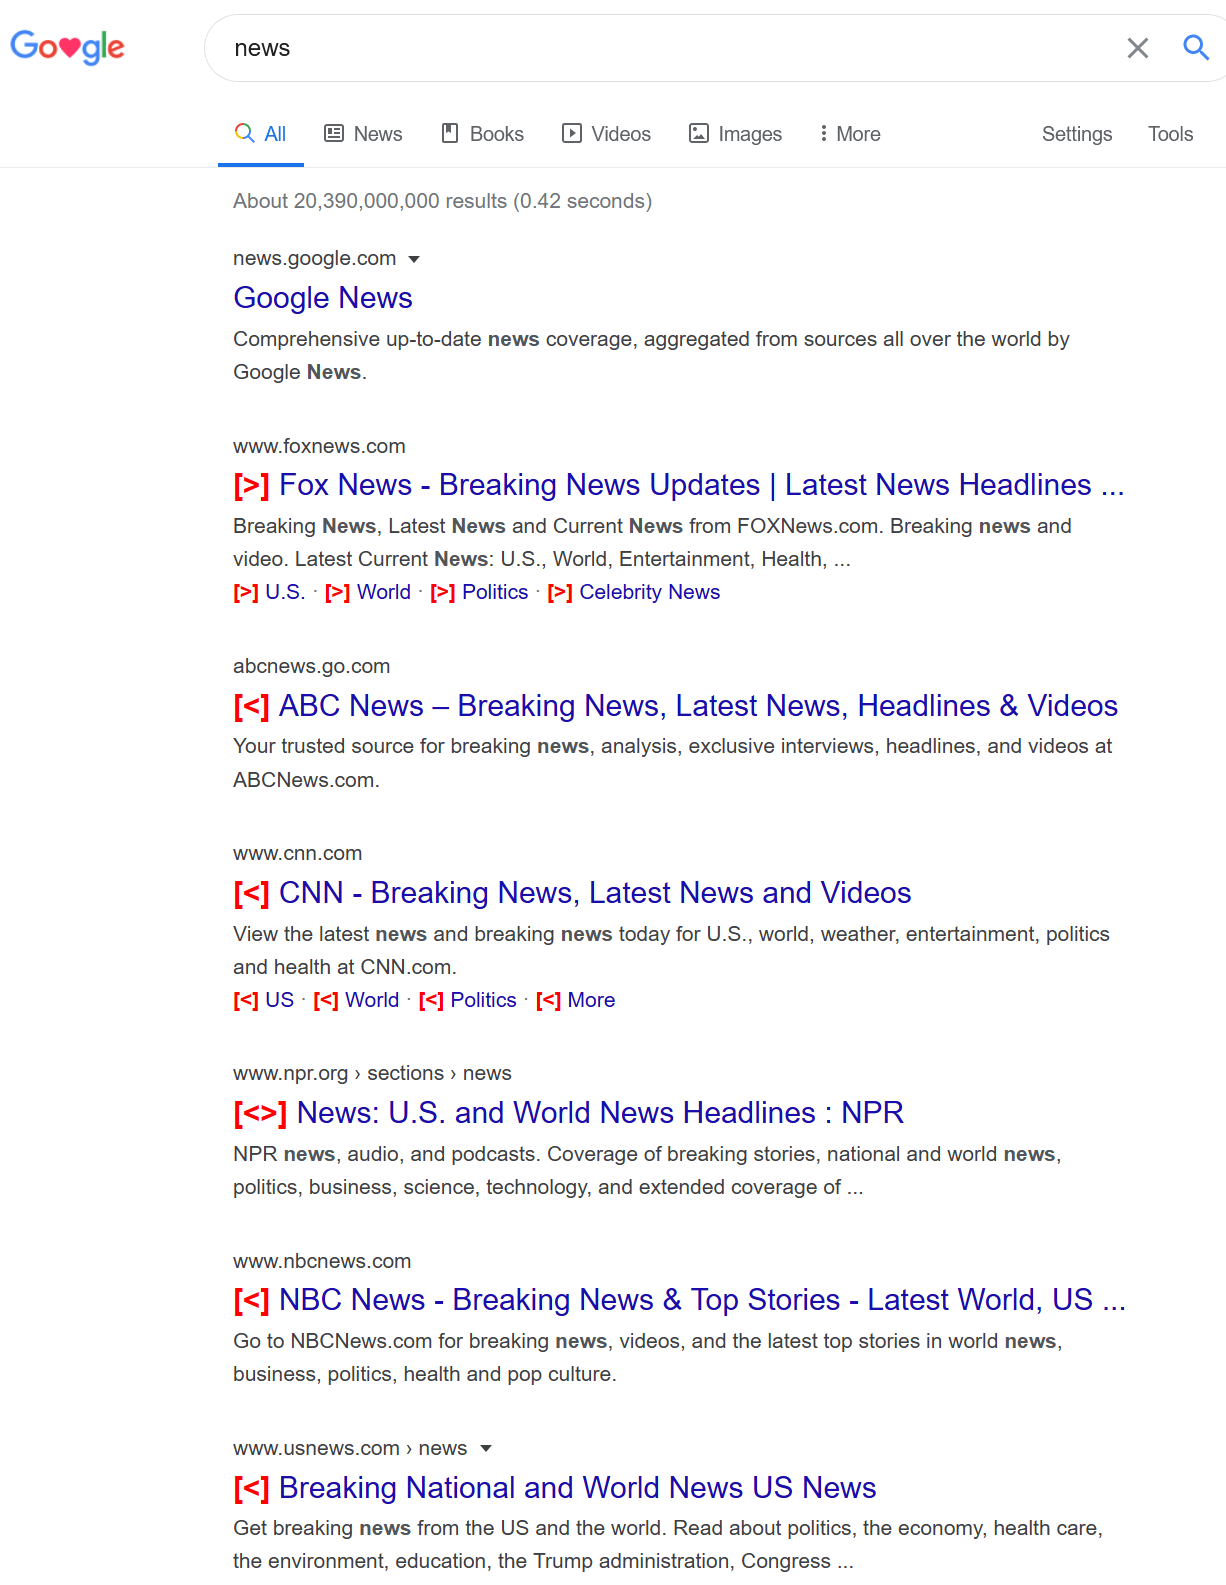 Go♥gle
news
All News Books Videos Images More Settings Tools
About 20,390,000,000 results (0.42 seconds)
news.google.com
Google News
Comprehensive up-to-date news coverage, aggregated from sources all over the world by
Google News.
www.foxnews.com
[>] Fox News - Breaking News Updates | Latest News Headlines ...
Breaking News, Latest News and Current News from FOXNews.com. Breaking news and
video. Latest Current News: U.S., World, Entertainment, Health, ...
[>] U.S. · [>] World · [>] Politics · [>] Celebrity News
abcnews.go.com
[<] ABC News – Breaking News, Latest News, Headlines & Videos
Your trusted source for breaking news, analysis, exclusive interviews, headlines, and videos at
ABCNews.com.
www.cnn.com
[<] CNN - Breaking News, Latest News and Videos
View the latest news and breaking news today for U.S., world, weather, entertainment, politics
and health at CNN.com.
[<] US · [<] World · [<] Politics · [<] More
www.npr.org › sections › news
[<>] News: U.S. and World News Headlines : NPR
NPR news, audio, and podcasts. Coverage of breaking stories, national and world news,
politics, business, science, technology, and extended coverage of ...
www.nbcnews.com
[<] NBC News - Breaking News & Top Stories - Latest World, US ...
Go to NBCNews.com for breaking news, videos, and the latest top stories in world news,
business, politics, health and pop culture.
www.usnews.com › news
[<] Breaking National and World News US News
Get breaking news from the US and the world. Read about politics, the economy, health care,
the environment, education, the Trump administration, Congress ...